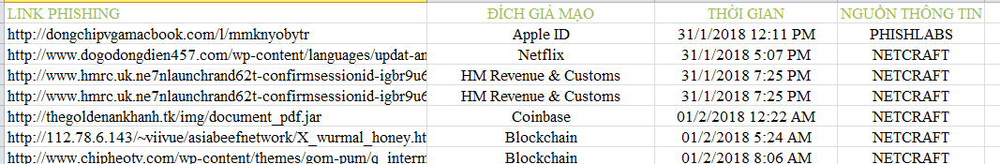 LINK PHISHING ĐÍCH GIẢ MẠO THỜI GIAN NGUỒN THÔNG TIN
http://dongchipvgamacbook.com/l/mmknyobytr Apple ID 31/1/2018 12:11 PM PHISHLABS
http://www.dogodongdien457.com/wp-content/languages/updat-an Netflix 31/1/2018 5:07 PM NETCRAFT
http://www.hmrc.uk.ne7nlaunchrand62t-confirmsessionid-igbr9u6 HM Revenue & Customs 31/1/2018 7:25 PM NETCRAFT
http://www.hmrc.uk.ne7nlaunchrand62t-confirmsessionid-igbr9u6 HM Revenue & Customs 31/1/2018 7:25 PM NETCRAFT
http://thegoldenankhanh.tk/img/document_pdf.jar Coinbase 01/2/2018 12:22 AM NETCRAFT
http://112.78.6.143/~viivue/asiabeefnetwork/X_wurmal_honey.ht Blockchain 01/2/2018 5:24 AM NETCRAFT
http://www.chipheotv.com/wp-content/themes/gom-pum/q_interm Blockchain 01/2/2018 8:06 AM NETCRAFT